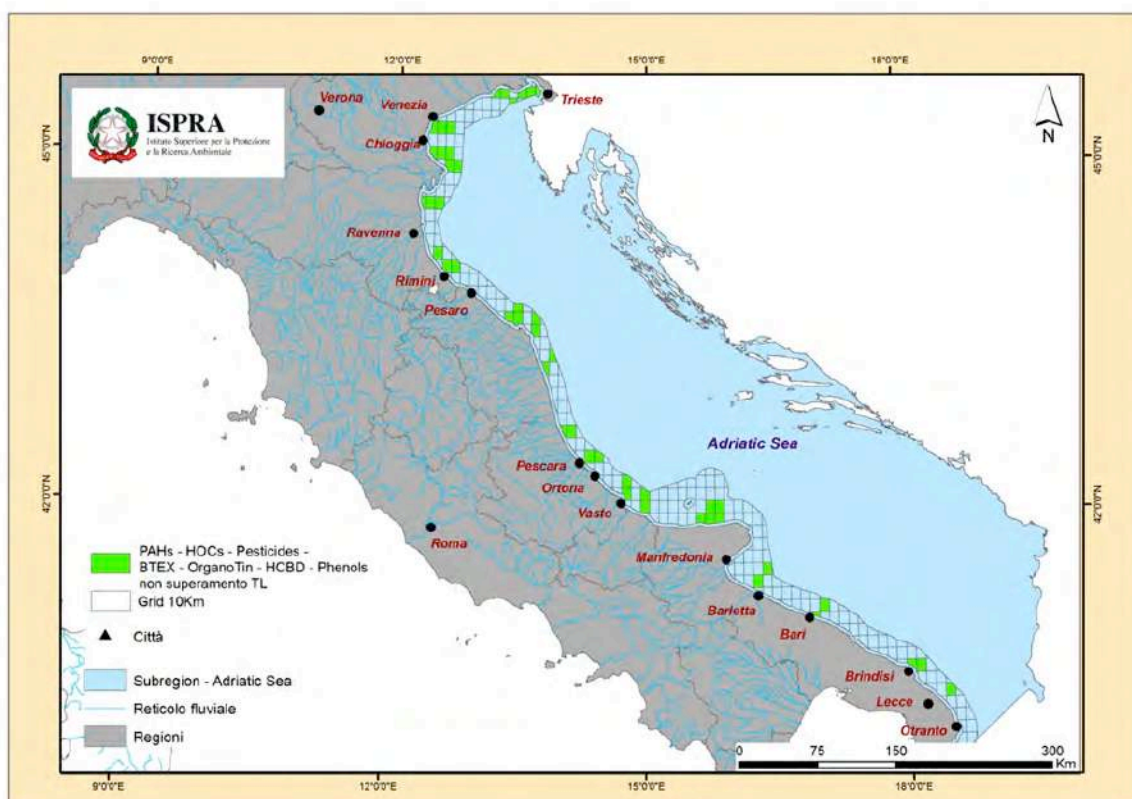 9°0'0"E
12°0'0"E
15°0'0"E
18°0'0"E
ISPRA
Istituto Superiore per la Protezione
e la Ricerca Ambientale
Verona
Venezia
Trieste
Chioggia
N
45°0'0"N
45°0'0"N
Ravenna
Rimini
Pesaro
Adriatic Sea
Pescara
Ortona
Vasto
42°0'0"N
42°0'0"N
Roma
Manfredonia
Barletta
Bari
Brindisi
Lecce
Otranto
PAHs - HOCs - Pesticides -
BTEX - OrganoTin - HCBD - Phenols
non superamento TL
Grid 10Km
Città
Subregion - Adriatic Sea
Reticolo fluviale
Regioni
0 75 150 300
Km
9°0'0"E
12°0'0"E
15°0'0"E
18°0'0"E